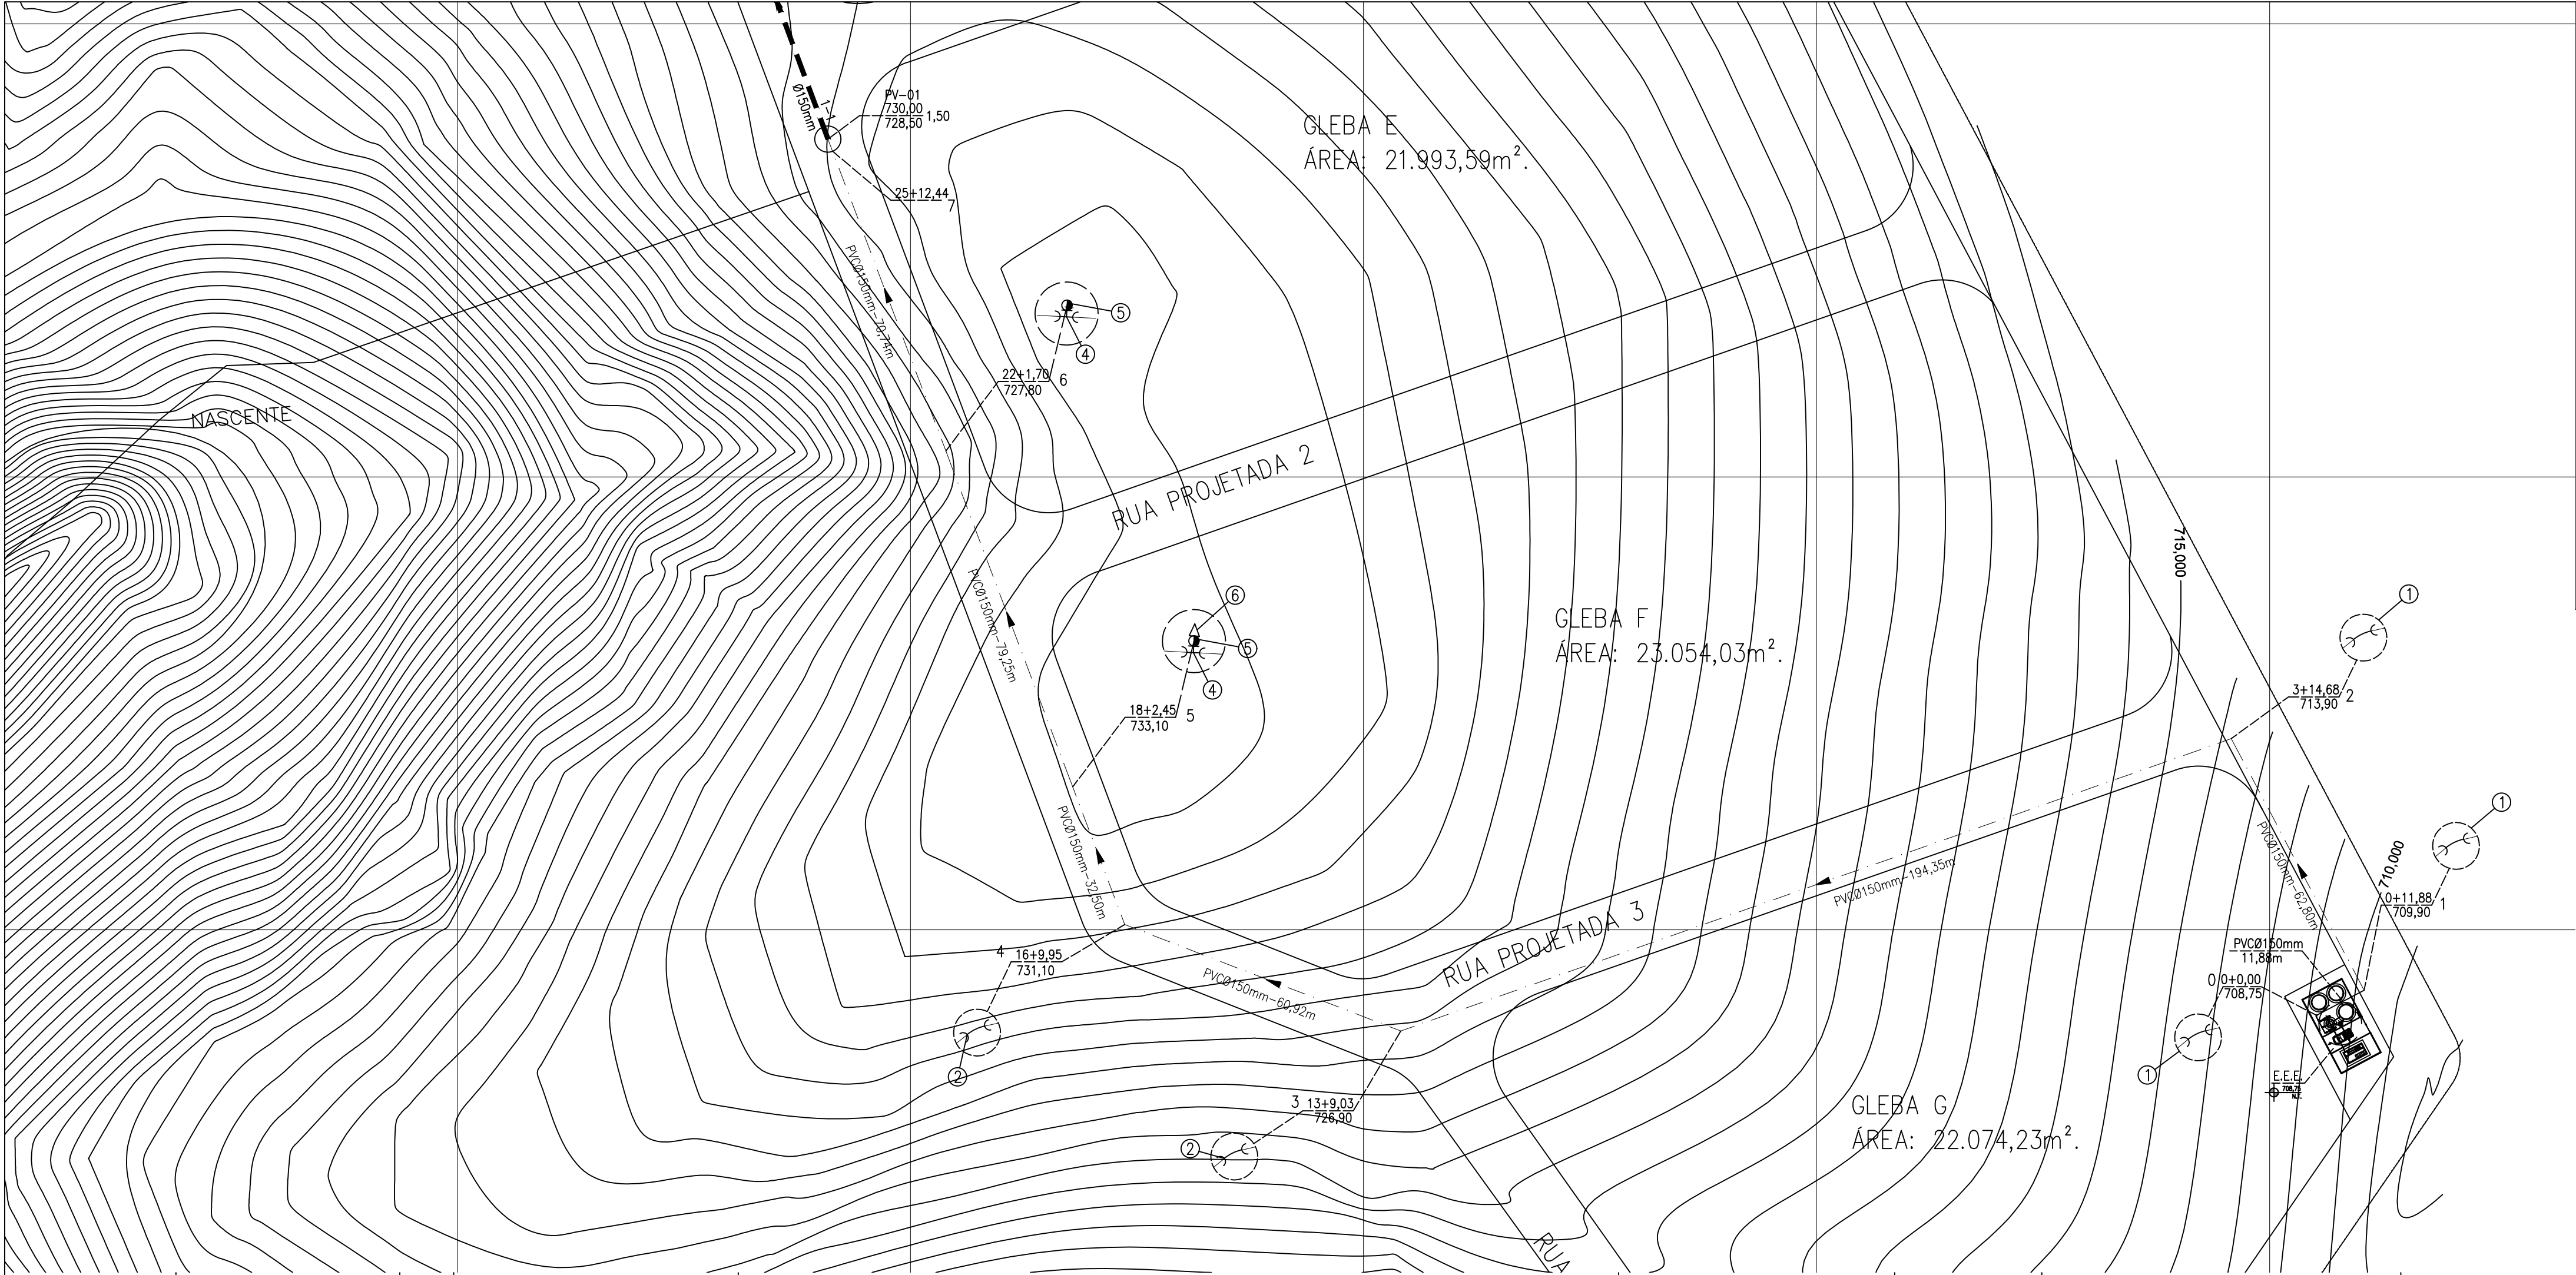 Ø150mm
1-1
PV-01
730,00
728,50 1,50
25+12,44
7
GLEBA E
ÁREA: 21.993,59m².
PVCØ150mm-70,74m
5
4
22+1,70 6
727,80
NASCENTE
RUA PROJETADA 2
715,000
PVCØ150mm-79,25m
6
5
4
18+2,45 5
733,10
GLEBA F
ÁREA: 23.054,03m².
1
3+14,68 2
713,90
1
PVCØ150mm-32,50m
PVCØ150mm-194,35m
PVCØ150mm-62,80m
710,000
0+11,88 1
709,90
RUA PROJETADA 3
4 16+9,95
731,10
PVCØ150mm-60,92m
PVCØ150mm
11,88m
0 0+0,00
708,75
2
1
E.E.E.
708,75
N.T.
3 13+9,03
726,90
2
GLEBA G
ÁREA: 22.074,23m².
RUA